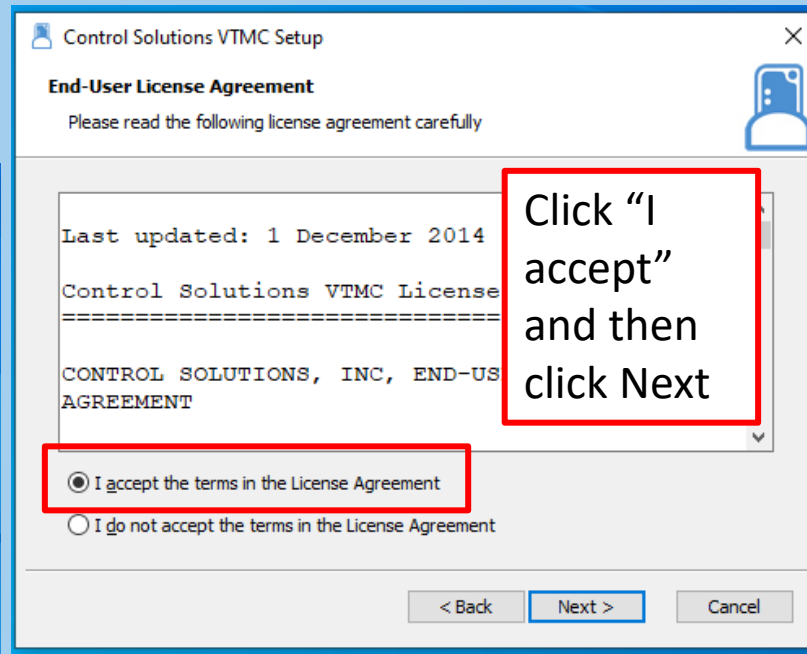 Control Solutions VTMC Setup
End-User License Agreement
Please read the following license agreement carefully
Last updated: 1 December 2014
Control Solutions VTMC License
==============================
CONTROL SOLUTIONS, INC, END-US
AGREEMENT
Click “I
accept”
and then
click Next
I accept the terms in the License Agreement
I do not accept the terms in the License Agreement
< Back Next > Cancel